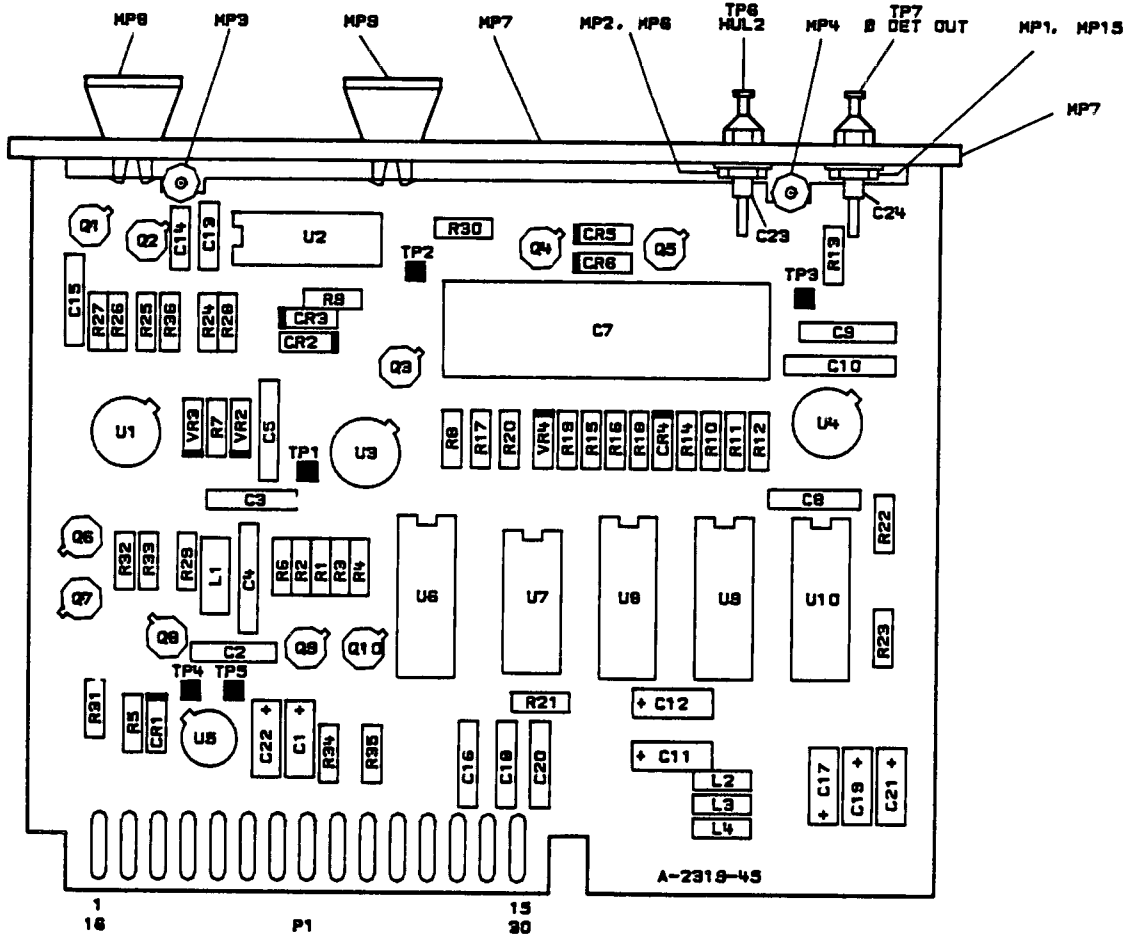 MP8 MP3 MP9 MP7 MP2, MP6 TP6 MP4 TP7 MP1, MP15
HUL2 Ø DET OUT
MP7
C24
C23
Q1 Q2 C14 C13 U2 R30 Q4 CR5 Q5 R13
CR6
TP2 TP3
C15 R27 R26 R25 R36 R24 R28 R9
CR3
CR2
C7 C9
C10
Q3
U1 VR3 R7 VR2 C5 TP1 U3 R8 R17 R20 VR4 R19 R15 R16 R18 CR4 R14 R10 R11 R12 U4
C3 C8
R22
Q6 R32 R33 R29 L1 C4 R6 R2 R1 R3 R4 U6 U7 U8 U9 U10
Q7
Q8 C2 Q9 Q10 R23
TP4 TP5
R31 R5 CR1 U5 C22 + C1 + R34 R35 R21 + C12
C16 C18 C20 + C11 + C17 C19 + C21 +
L2
L3
L4
A-2319-45
1 15
16 P1 30